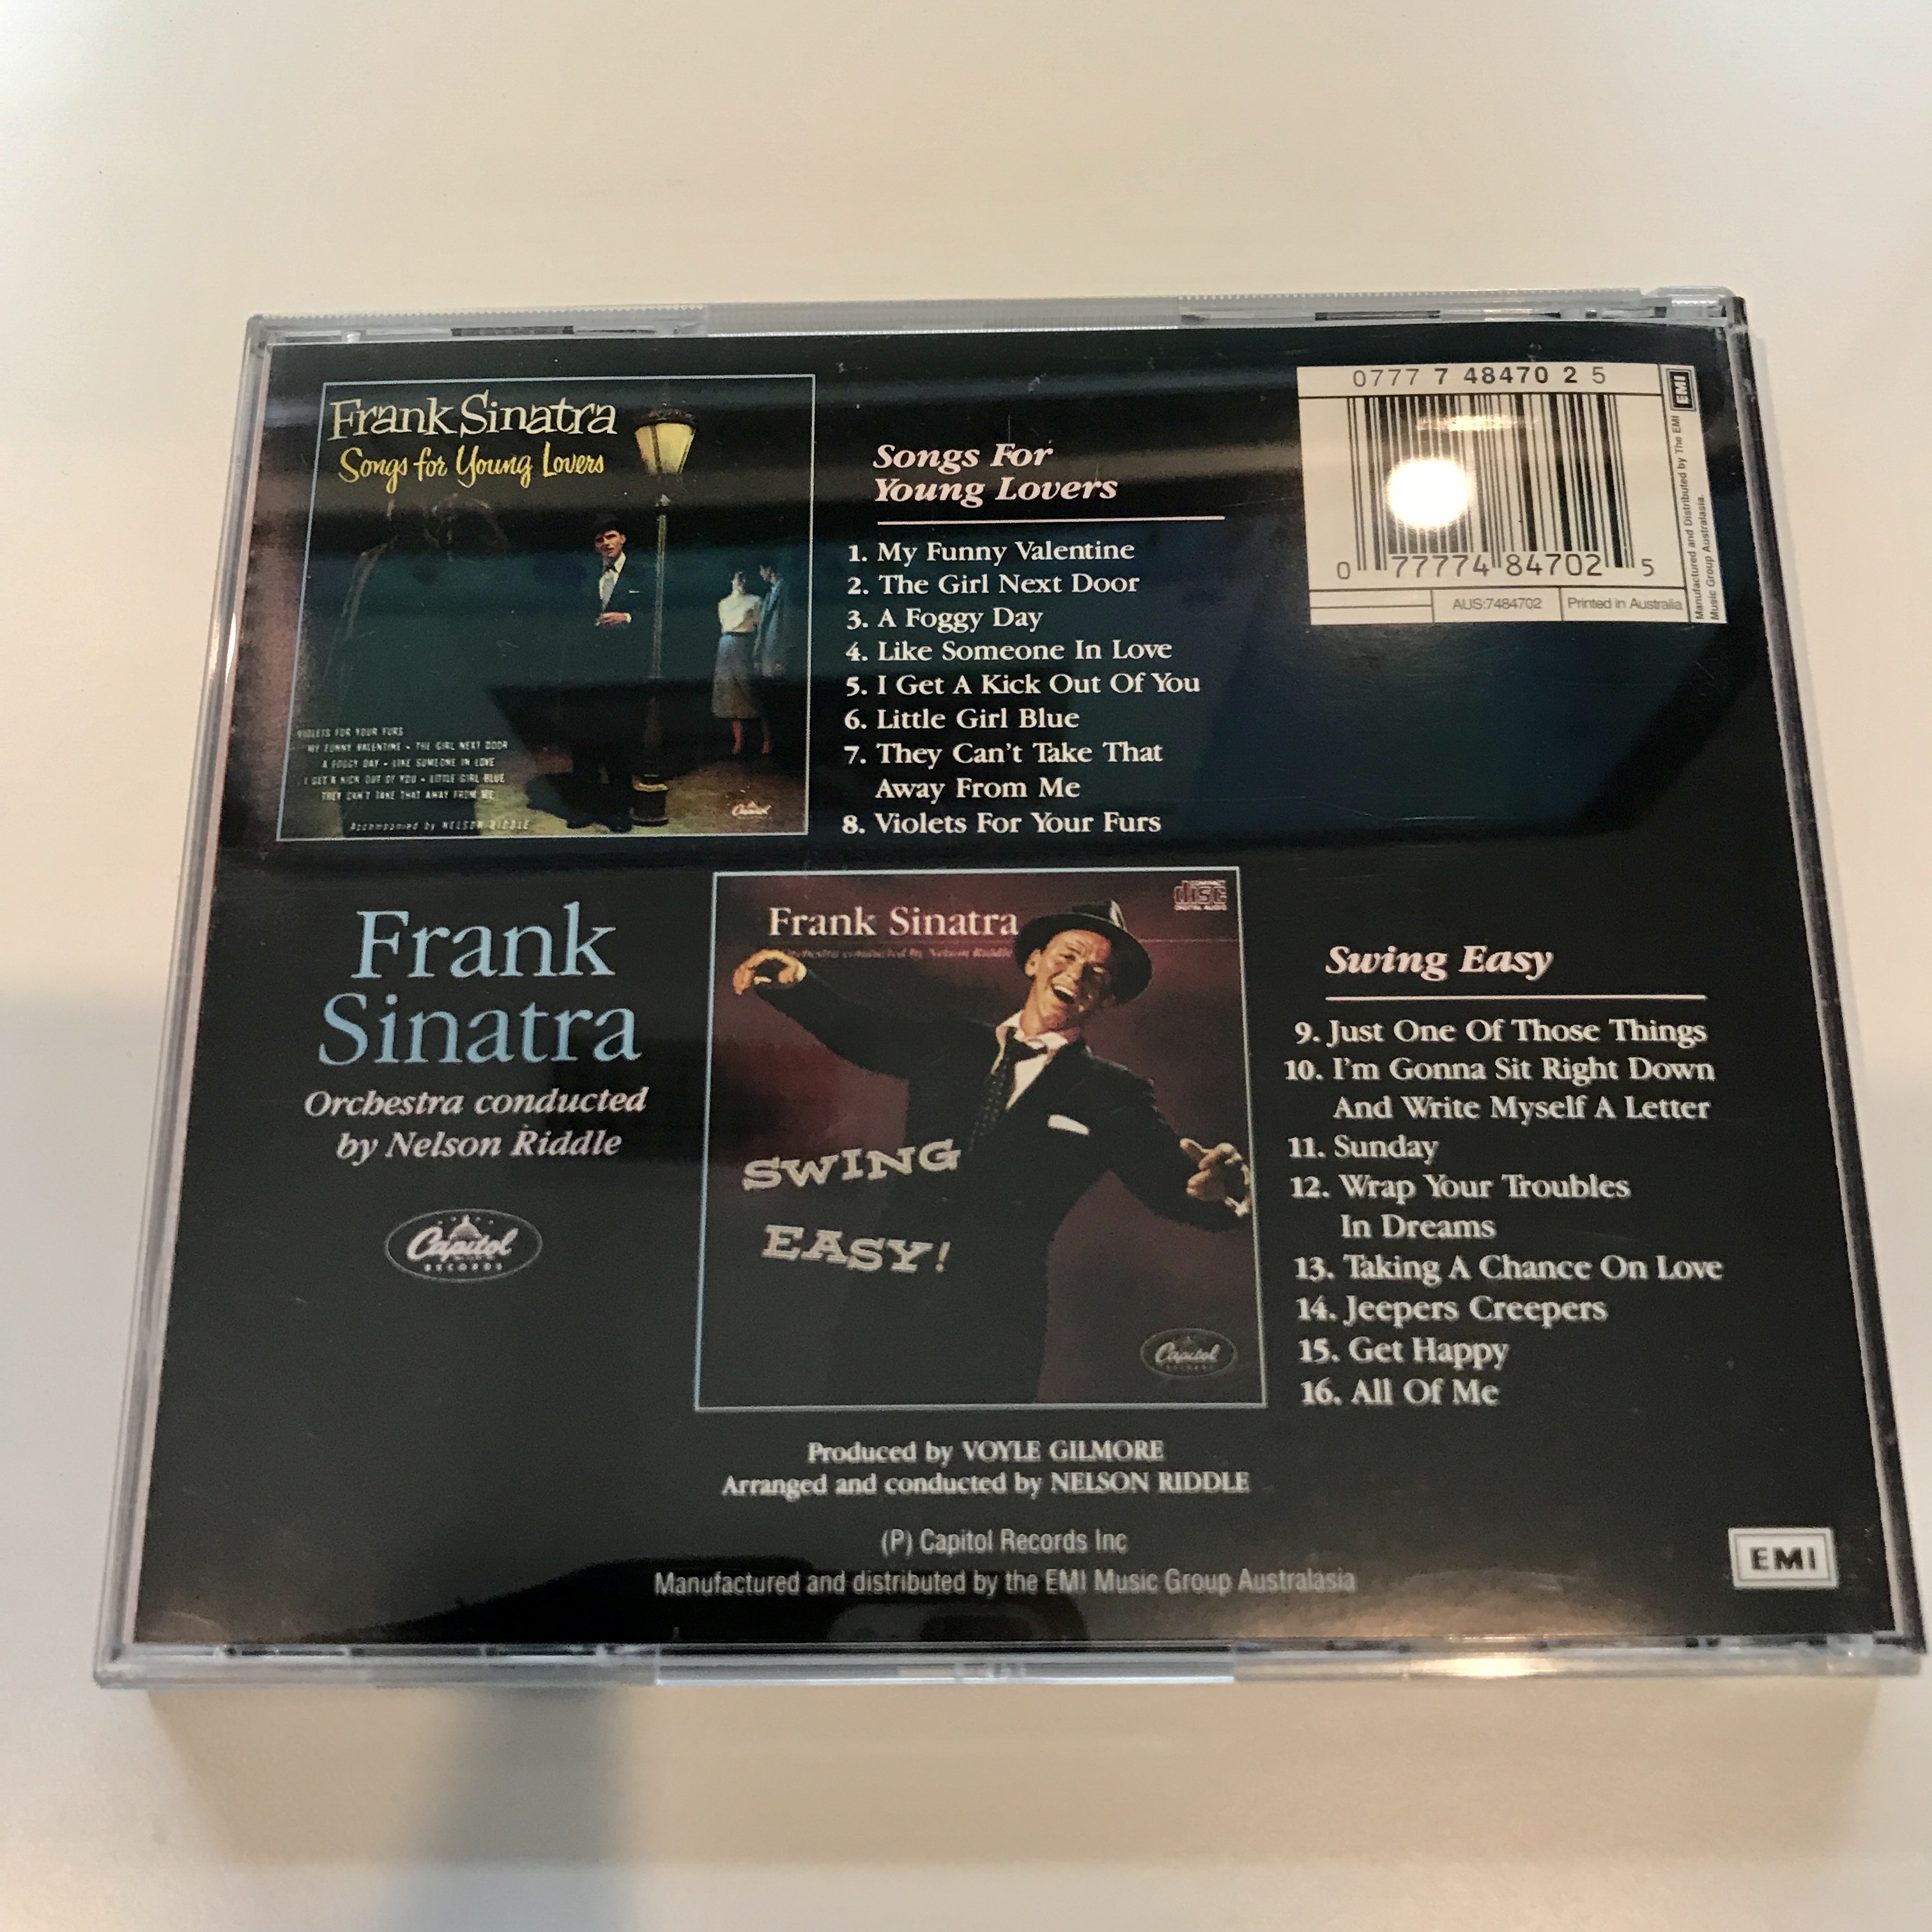 Frank Sinatra
Songs for Young Lovers
VIOLETS FOR YOUR FURS
MY FUNNY VALENTINE • THE GIRL NEXT DOOR
A FOGGY DAY • LIKE SOMEONE IN LOVE
I GET A KICK OUT OF YOU • LITTLE GIRL BLUE
THEY CAN'T TAKE THAT AWAY FROM ME
Accompanied by NELSON RIDDLE
Capitol
Songs For
Young Lovers
1. My Funny Valentine
2. The Girl Next Door
3. A Foggy Day
4. Like Someone In Love
5. I Get A Kick Out Of You
6. Little Girl Blue
7. They Can't Take That
Away From Me
8. Violets For Your Furs
0777 7 48470 2 5
0 77774 84702 5
AUS:7484702
Printed in Australia
EMI
Manufactured and Distributed by The EMI
Music Group Australasia.
Frank
Sinatra
Orchestra conducted
by Nelson Riddle
Capitol
RECORDS
COMPACT
disc
DIGITAL AUDIO
Frank Sinatra
Orchestra conducted by Nelson Riddle
SWING
EASY!
Capitol
RECORDS
Swing Easy
9. Just One Of Those Things
10. I'm Gonna Sit Right Down
And Write Myself A Letter
11. Sunday
12. Wrap Your Troubles
In Dreams
13. Taking A Chance On Love
14. Jeepers Creepers
15. Get Happy
16. All Of Me
Produced by VOYLE GILMORE
Arranged and conducted by NELSON RIDDLE
(P) Capitol Records Inc
Manufactured and distributed by the EMI Music Group Australasia
EMI